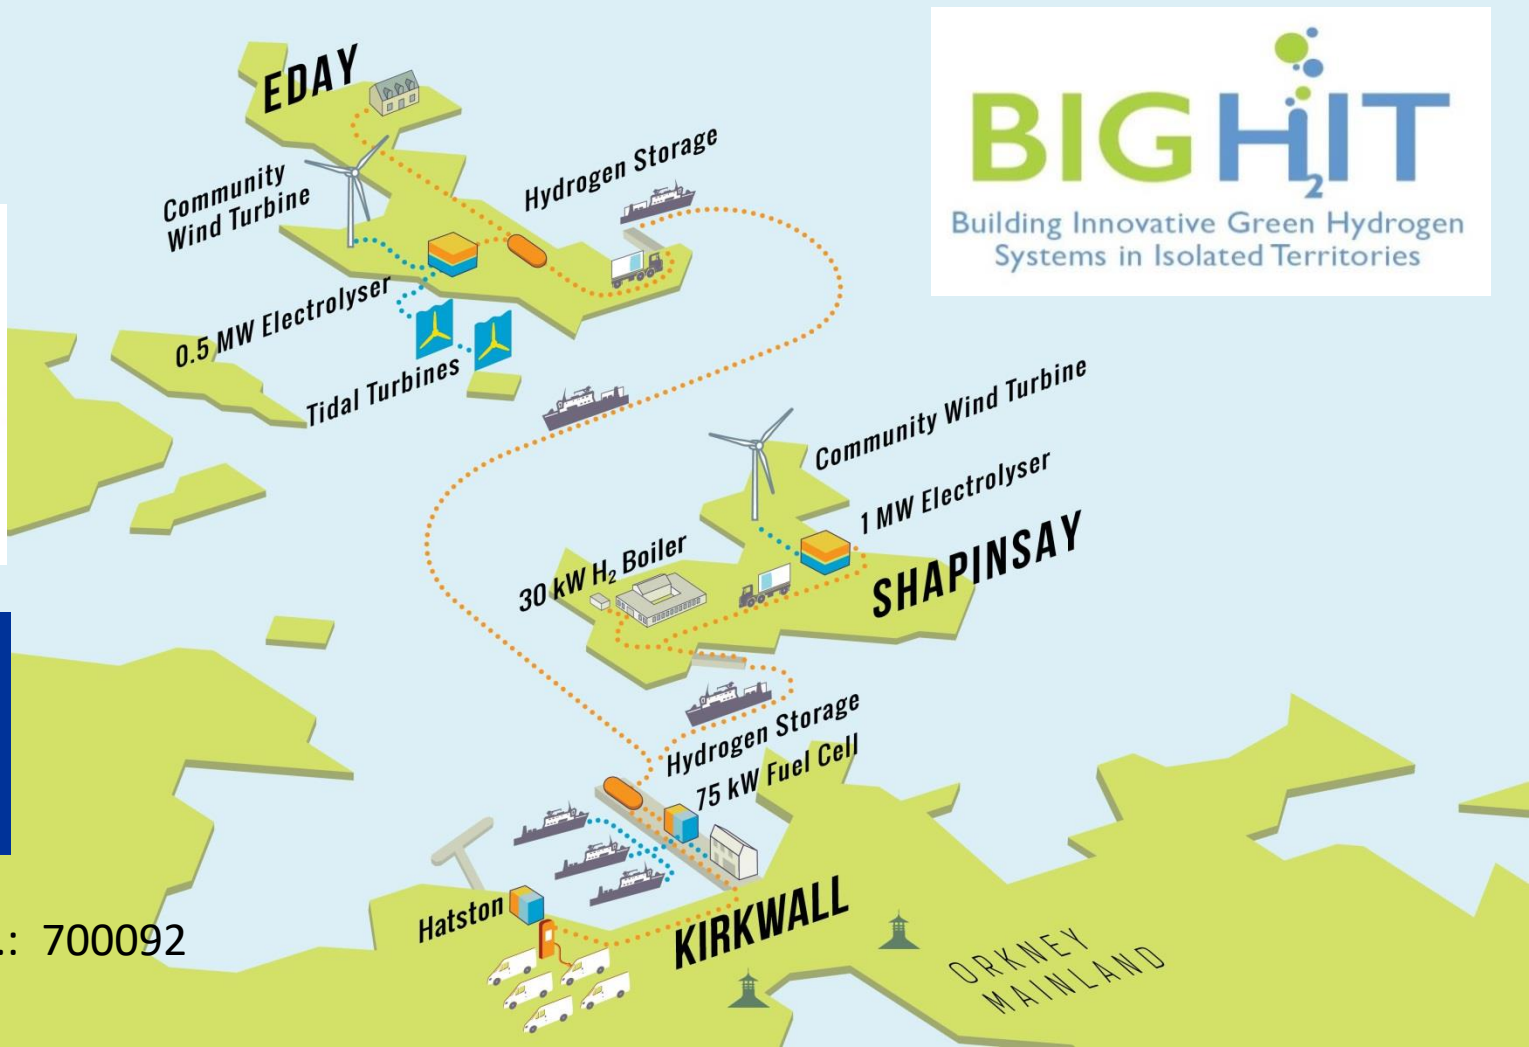 EDAY
Community
Wind Turbine
Hydrogen Storage
0.5 MW Electrolyser
Tidal Turbines
BIG H2IT
Building Innovative Green Hydrogen
Systems in Isolated Territories
Community Wind Turbine
1 MW Electrolyser
30 kW H₂ Boiler
SHAPINSAY
Hydrogen Storage
75 kW Fuel Cell
Hatston
KIRKWALL
.: 700092
ORKNEY
MAINLAND